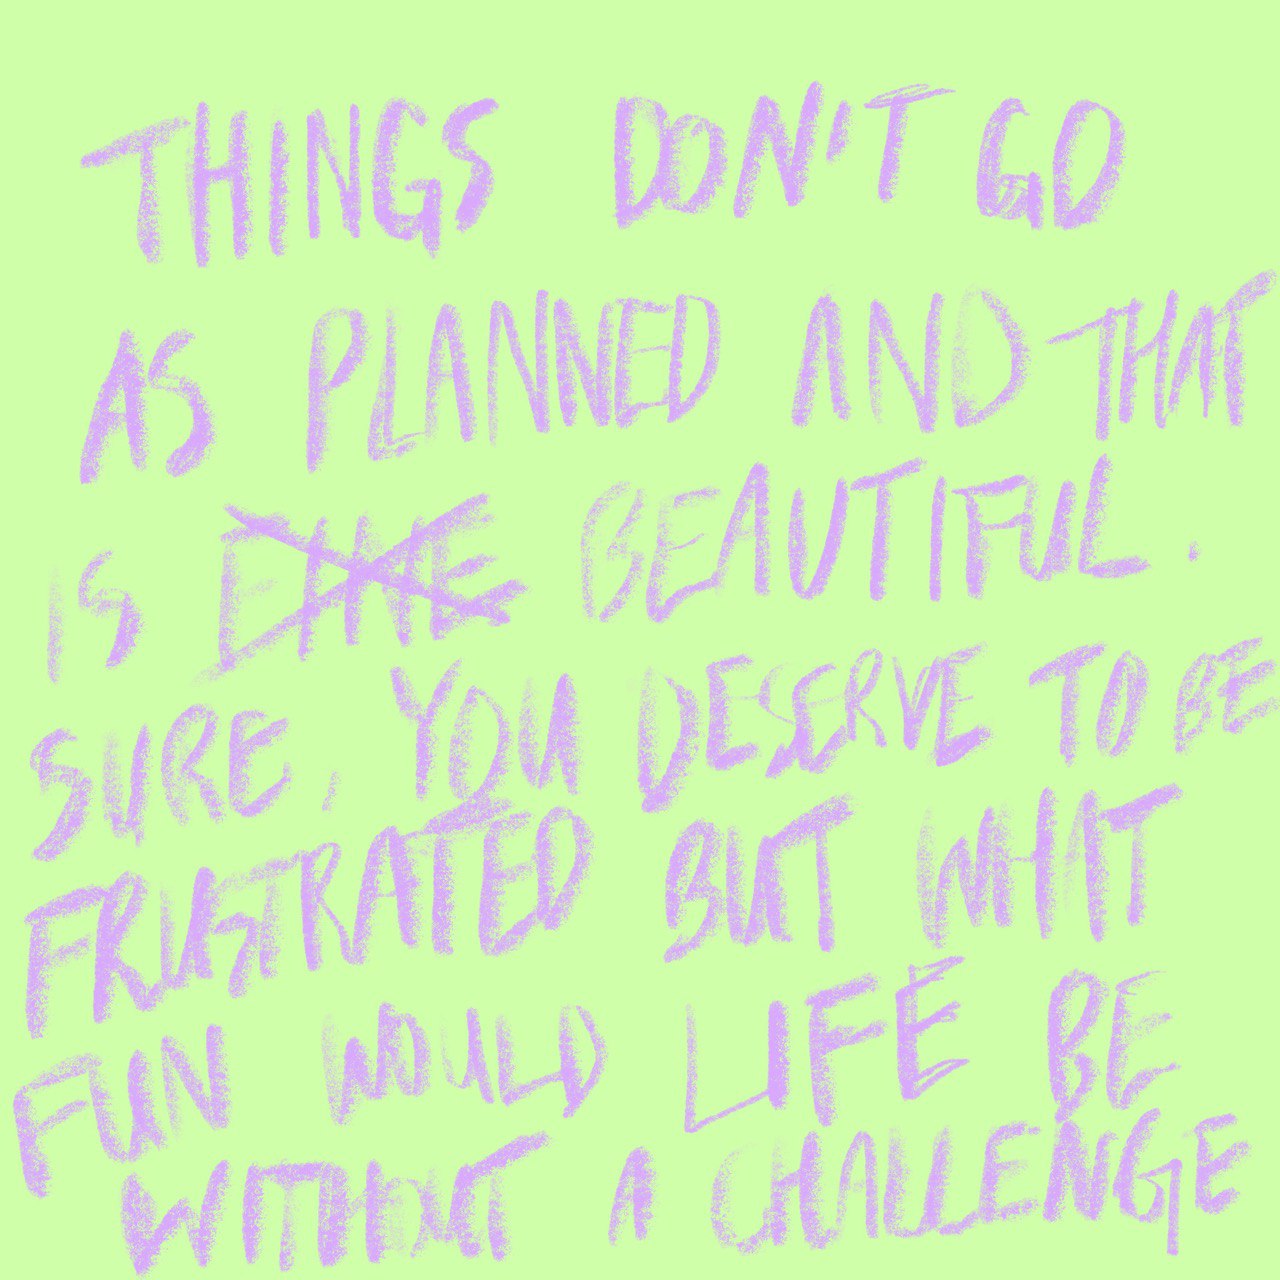 THINGS DON'T GO
AS PLANNED AND THAT
IS BEAUTIFUL.
SURE, YOU DESERVE TO BE
FRUSTRATED BUT WHAT
FUN WOULD LIFE BE
WITHOUT A CHALLENGE